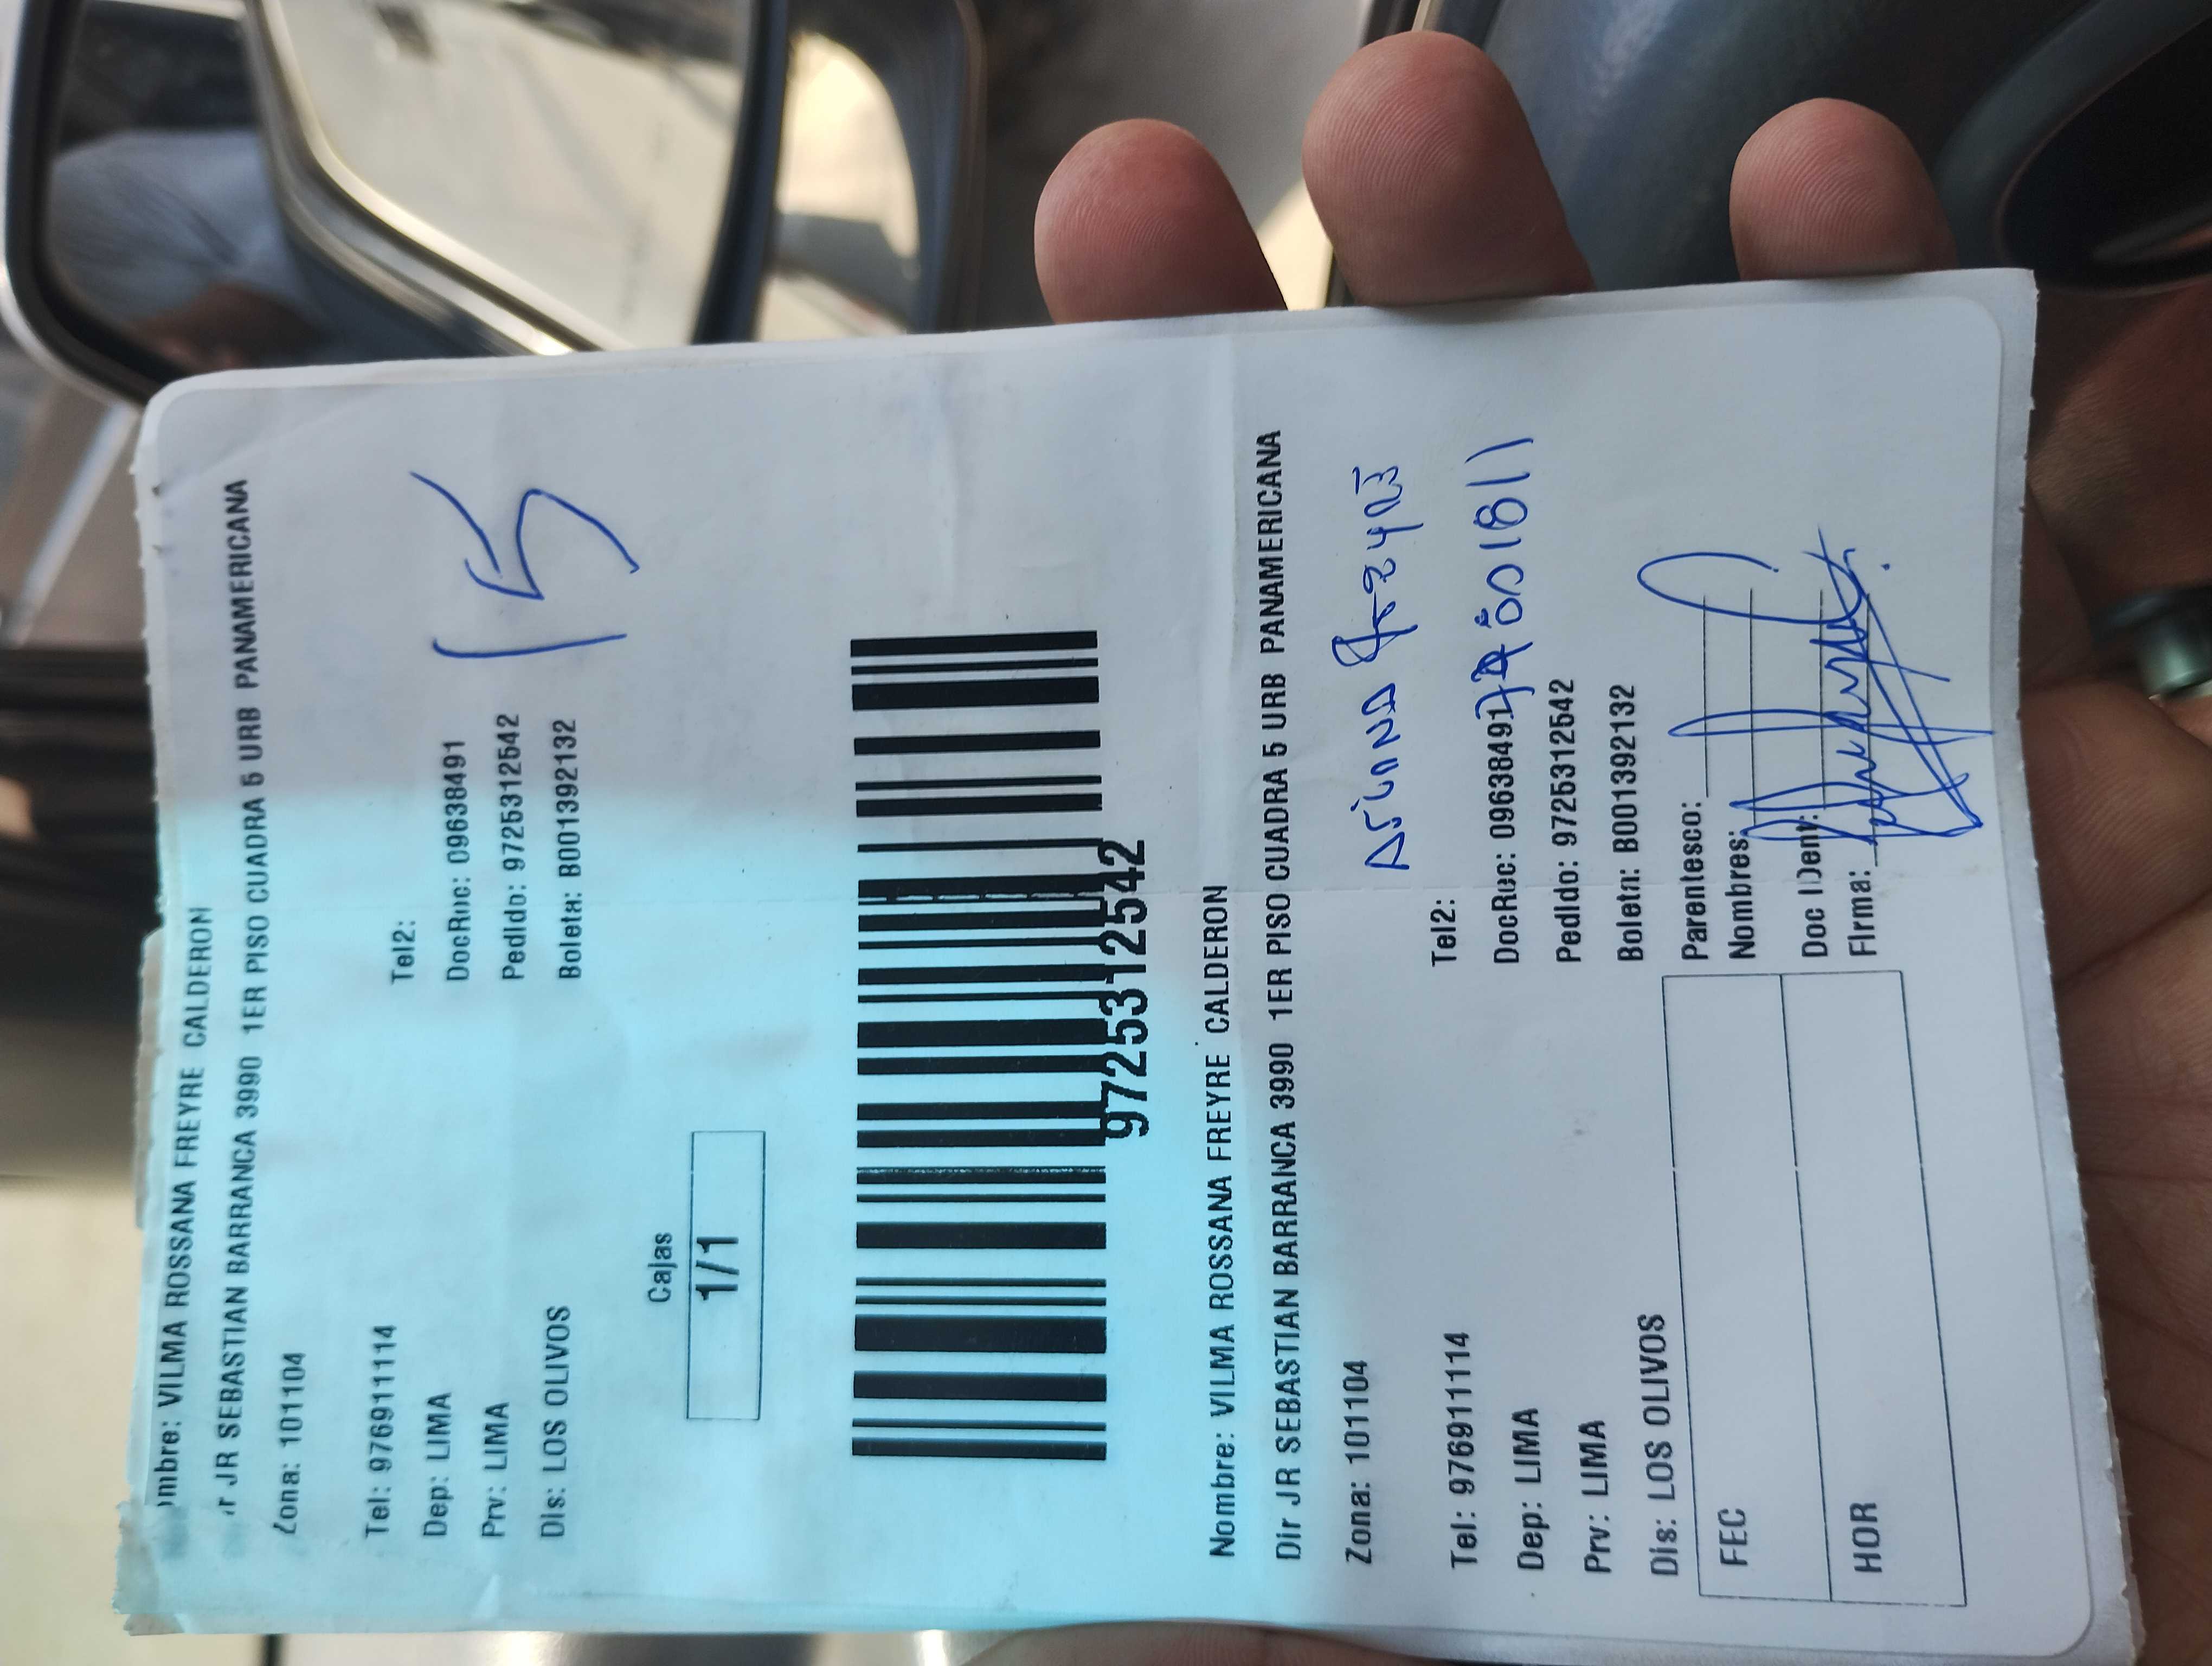 mbre: VILMA ROSSANA FREYRE CALDERON
r JR SEBASTIAN BARRANCA 3990 1ER PISO CUADRA 5 URB PANAMERICANA
Zona: 101104
Tel: 976911114
Tel2:
Dep: LIMA
DocRuc: 09638491
Prv: LIMA
Pedido: 9725312542
Dis: LOS OLIVOS
Boleta: B001392132
15
Cajas
1/1
9725312542
Nombre: VILMA ROSSANA FREYRE CALDERON
Dir JR SEBASTIAN BARRANCA 3990 1ER PISO CUADRA 5 URB PANAMERICANA
Zona: 101104
Tel: 976911114
Tel2:
Dep: LIMA
DocRuc: 09638491
Prv: LIMA
Pedido: 9725312542
Dis: LOS OLIVOS
Boleta: B001392132
FEC
Parentesco:
Nombres:
HOR
Doc IDent:
Firma: